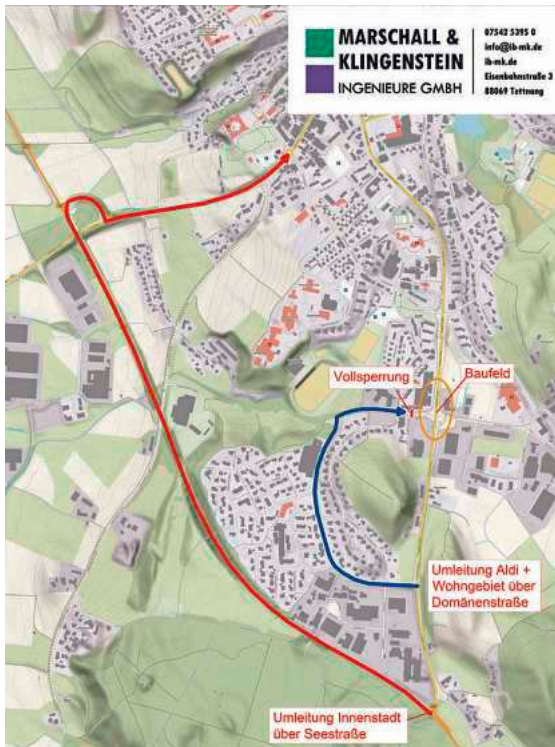 MARSCHALL &
KLINGENSTEIN
INGENIEURE GMBH
07542 5395 0
info@ib-mk.de
ib-mk.de
Eisenbahnstraße 3
88069 Tettnang
Vollsperrung
Baufeld
Umleitung Aldi +
Wohngebiet über
Domänenstraße
Umleitung Innenstadt
über Seestraße